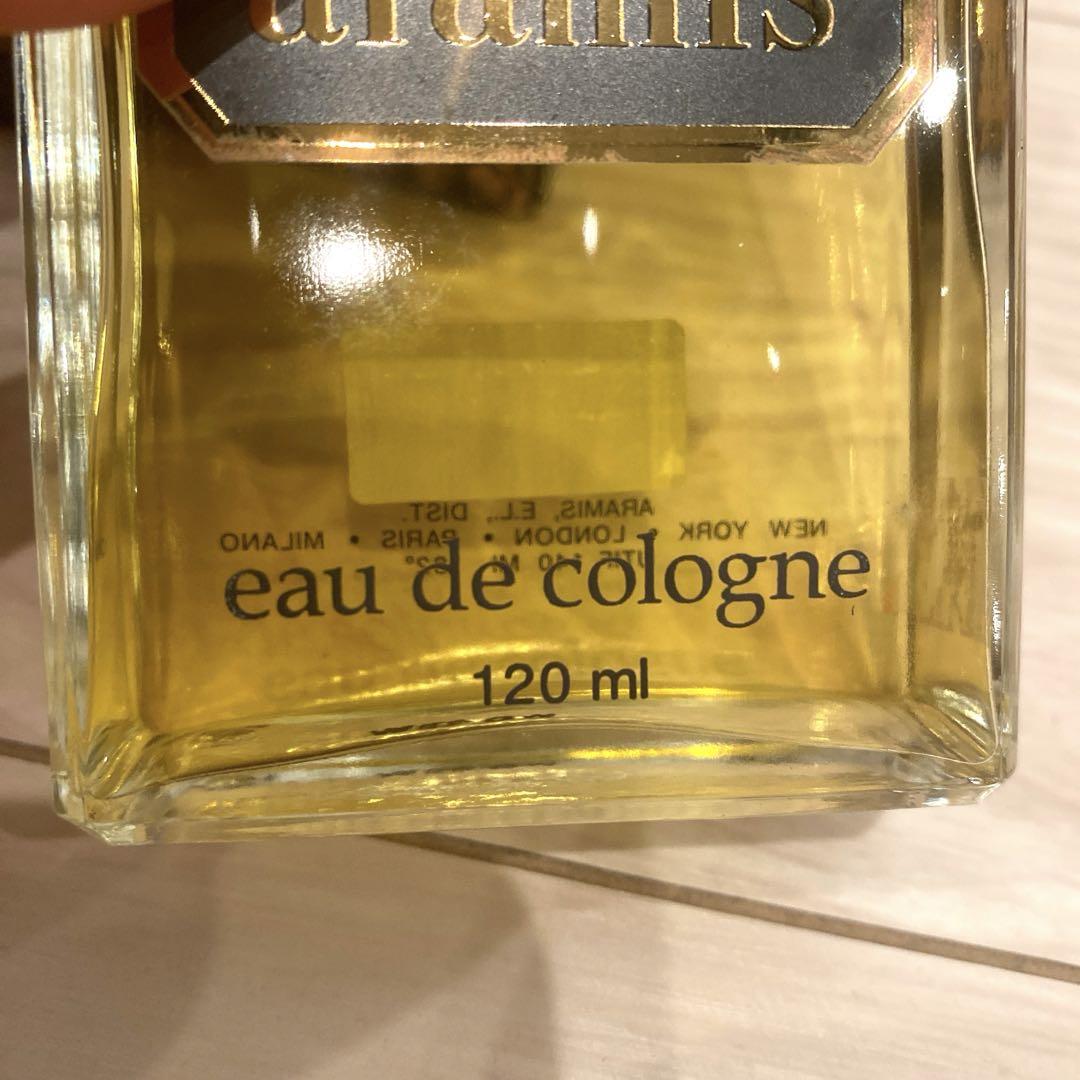 aramis
ARAMIS, E.L., DIST.
NEW YORK • LONDON • PARIS • MILANO
eau de cologne
120 ml